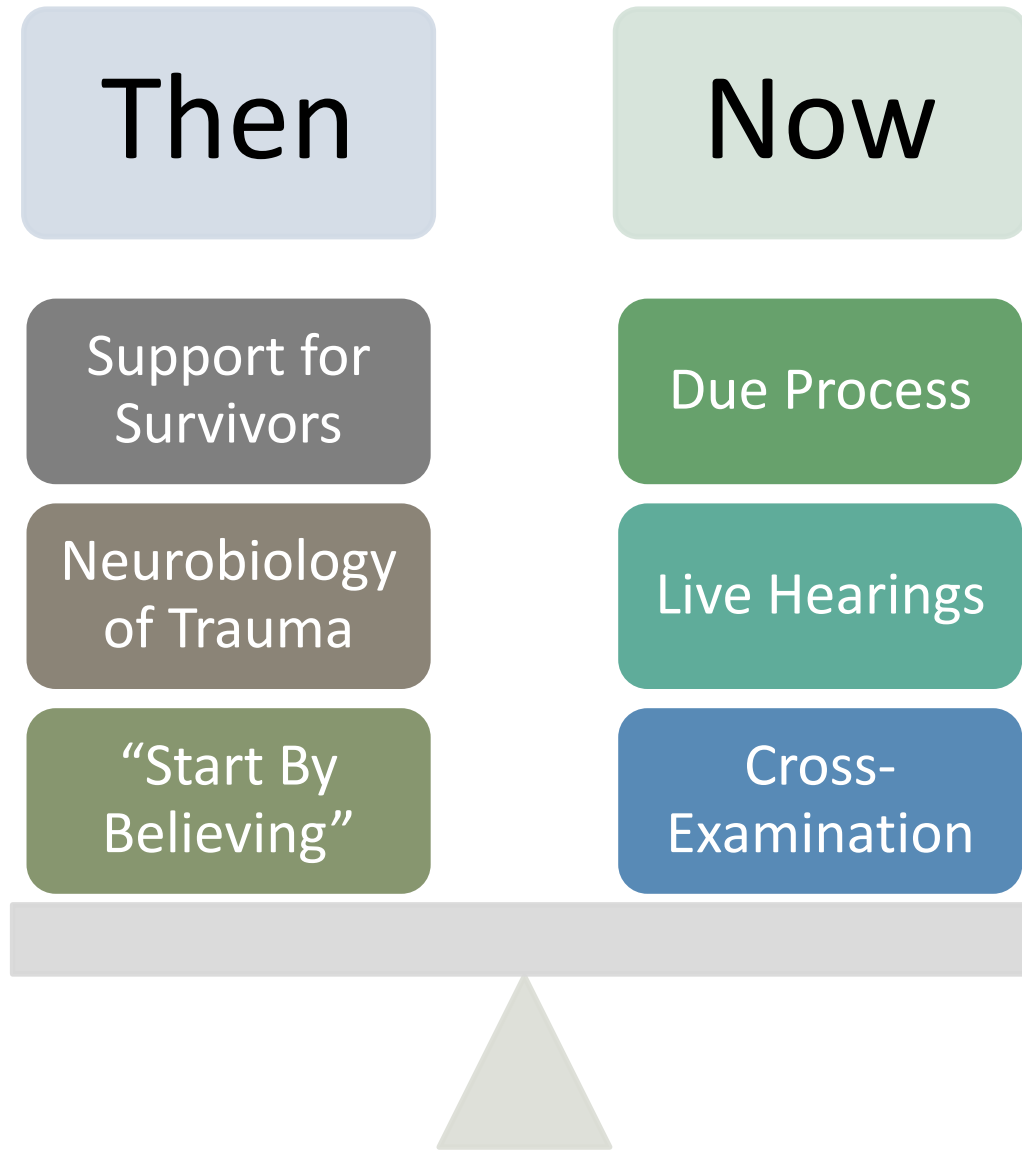 Then
Now
Support for
Survivors
Due Process
Neurobiology
of Trauma
Live Hearings
“Start By
Believing”
Cross-
Examination